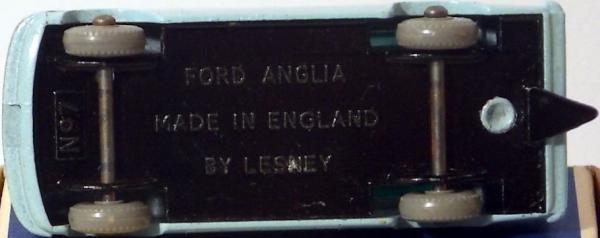 FORD ANGLIA
MADE IN ENGLAND
BY LESNEY
Nº7